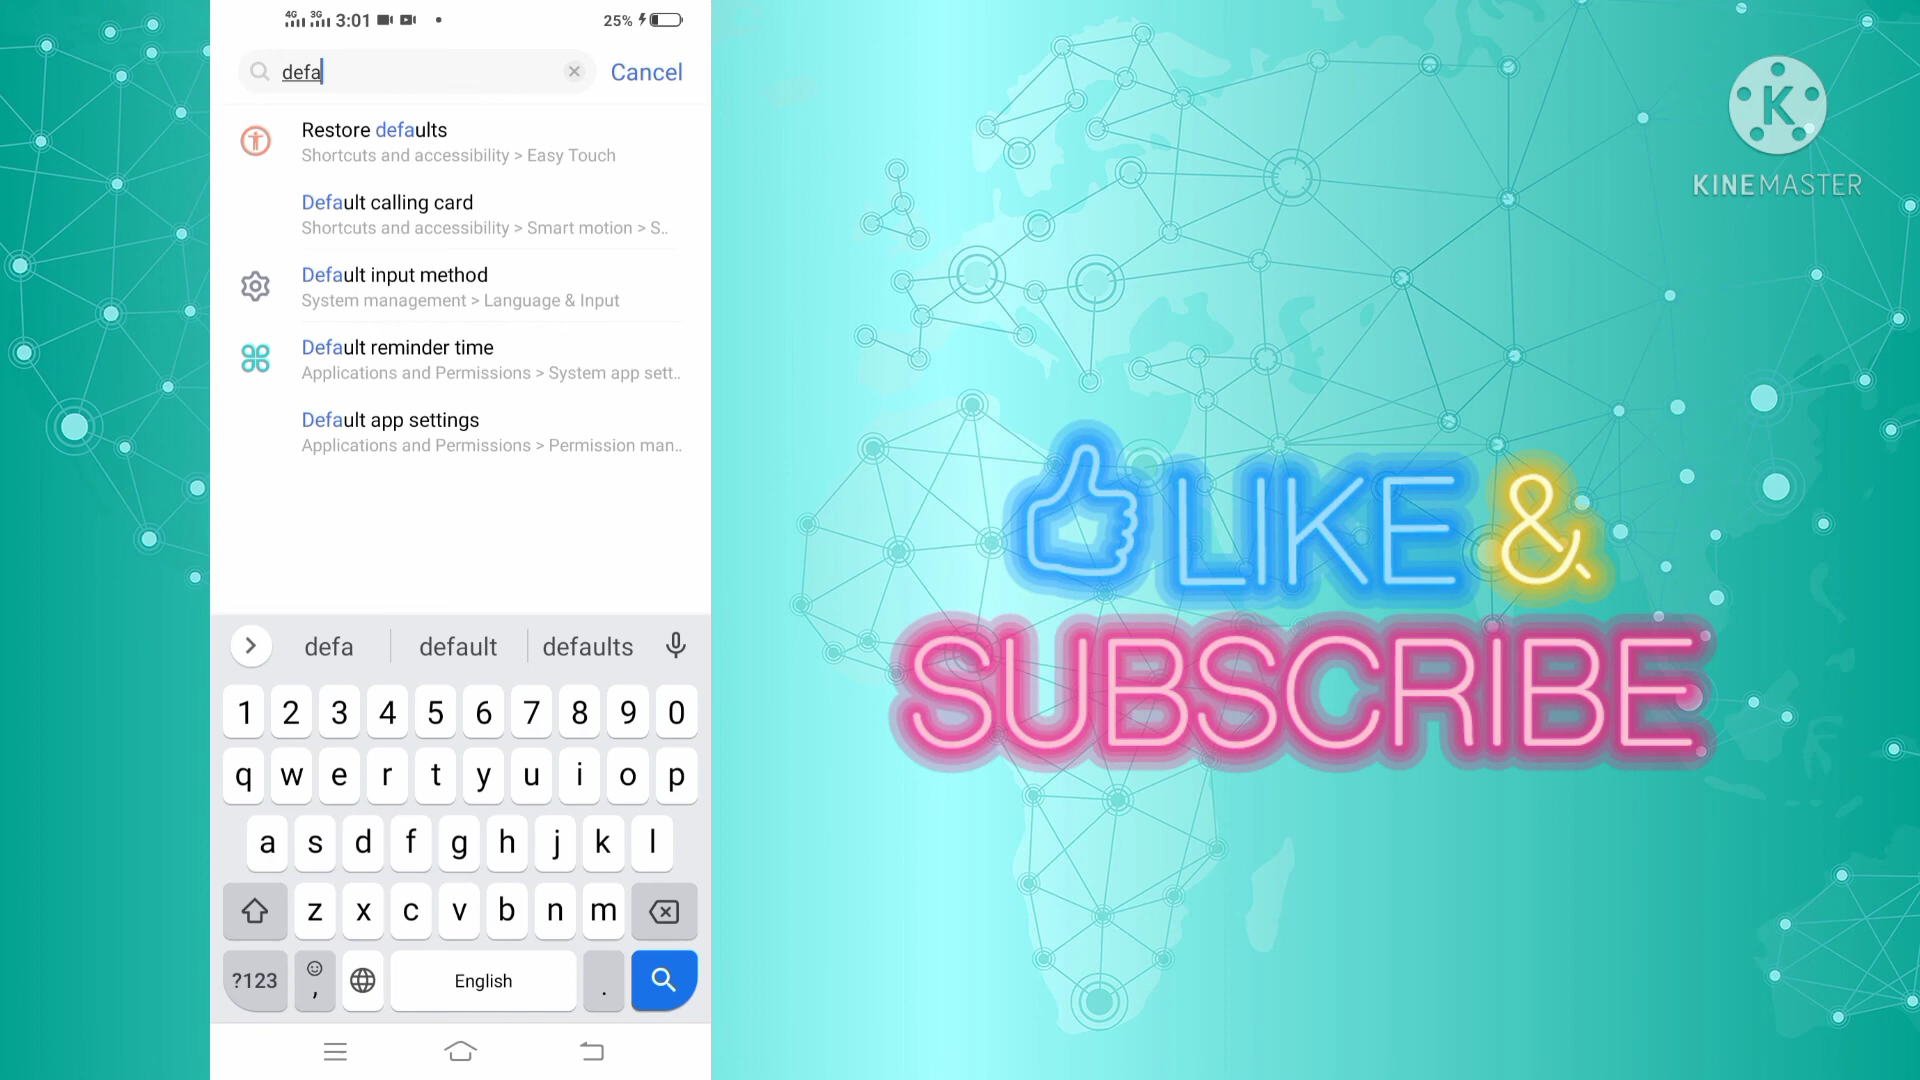 4G 3G 3:01 25%
defa Cancel
Restore defaults
Shortcuts and accessibility > Easy Touch
Default calling card
Shortcuts and accessibility > Smart motion > S..
Default input method
System management > Language & Input
Default reminder time
Applications and Permissions > System app sett..
Default app settings
Applications and Permissions > Permission man..
defa default defaults
1 2 3 4 5 6 7 8 9 0
q w e r t y u i o p
a s d f g h j k l
z x c v b n m
?123 , English .
K
KINEMASTER
LIKE &
SUBSCRIBE